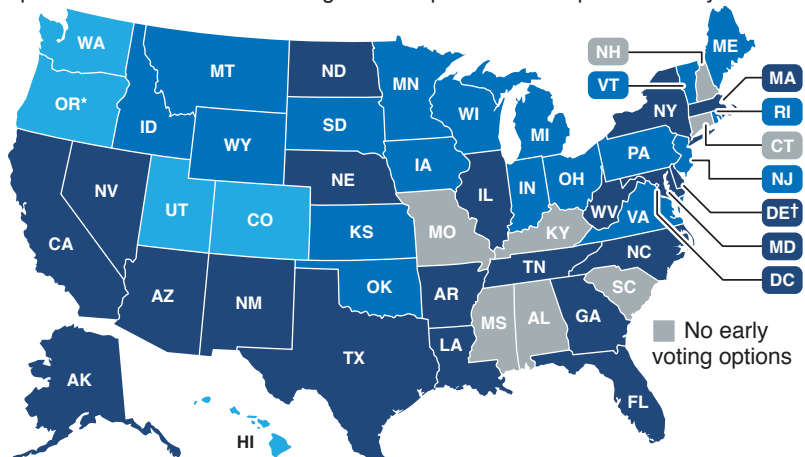 WA
OR*
CA
NV
ID
MT
WY
UT
CO
AZ
NM
ND
SD
NE
KS
OK
TX
MN
IA
MO
AR
LA
WI
IL
MI
IN
OH
KY
TN
MS
AL
GA
FL
SC
NC
VA
WV
PA
NY
ME
NH
VT
MA
RI
CT
NJ
DE†
MD
DC
AK
HI
No early
voting options